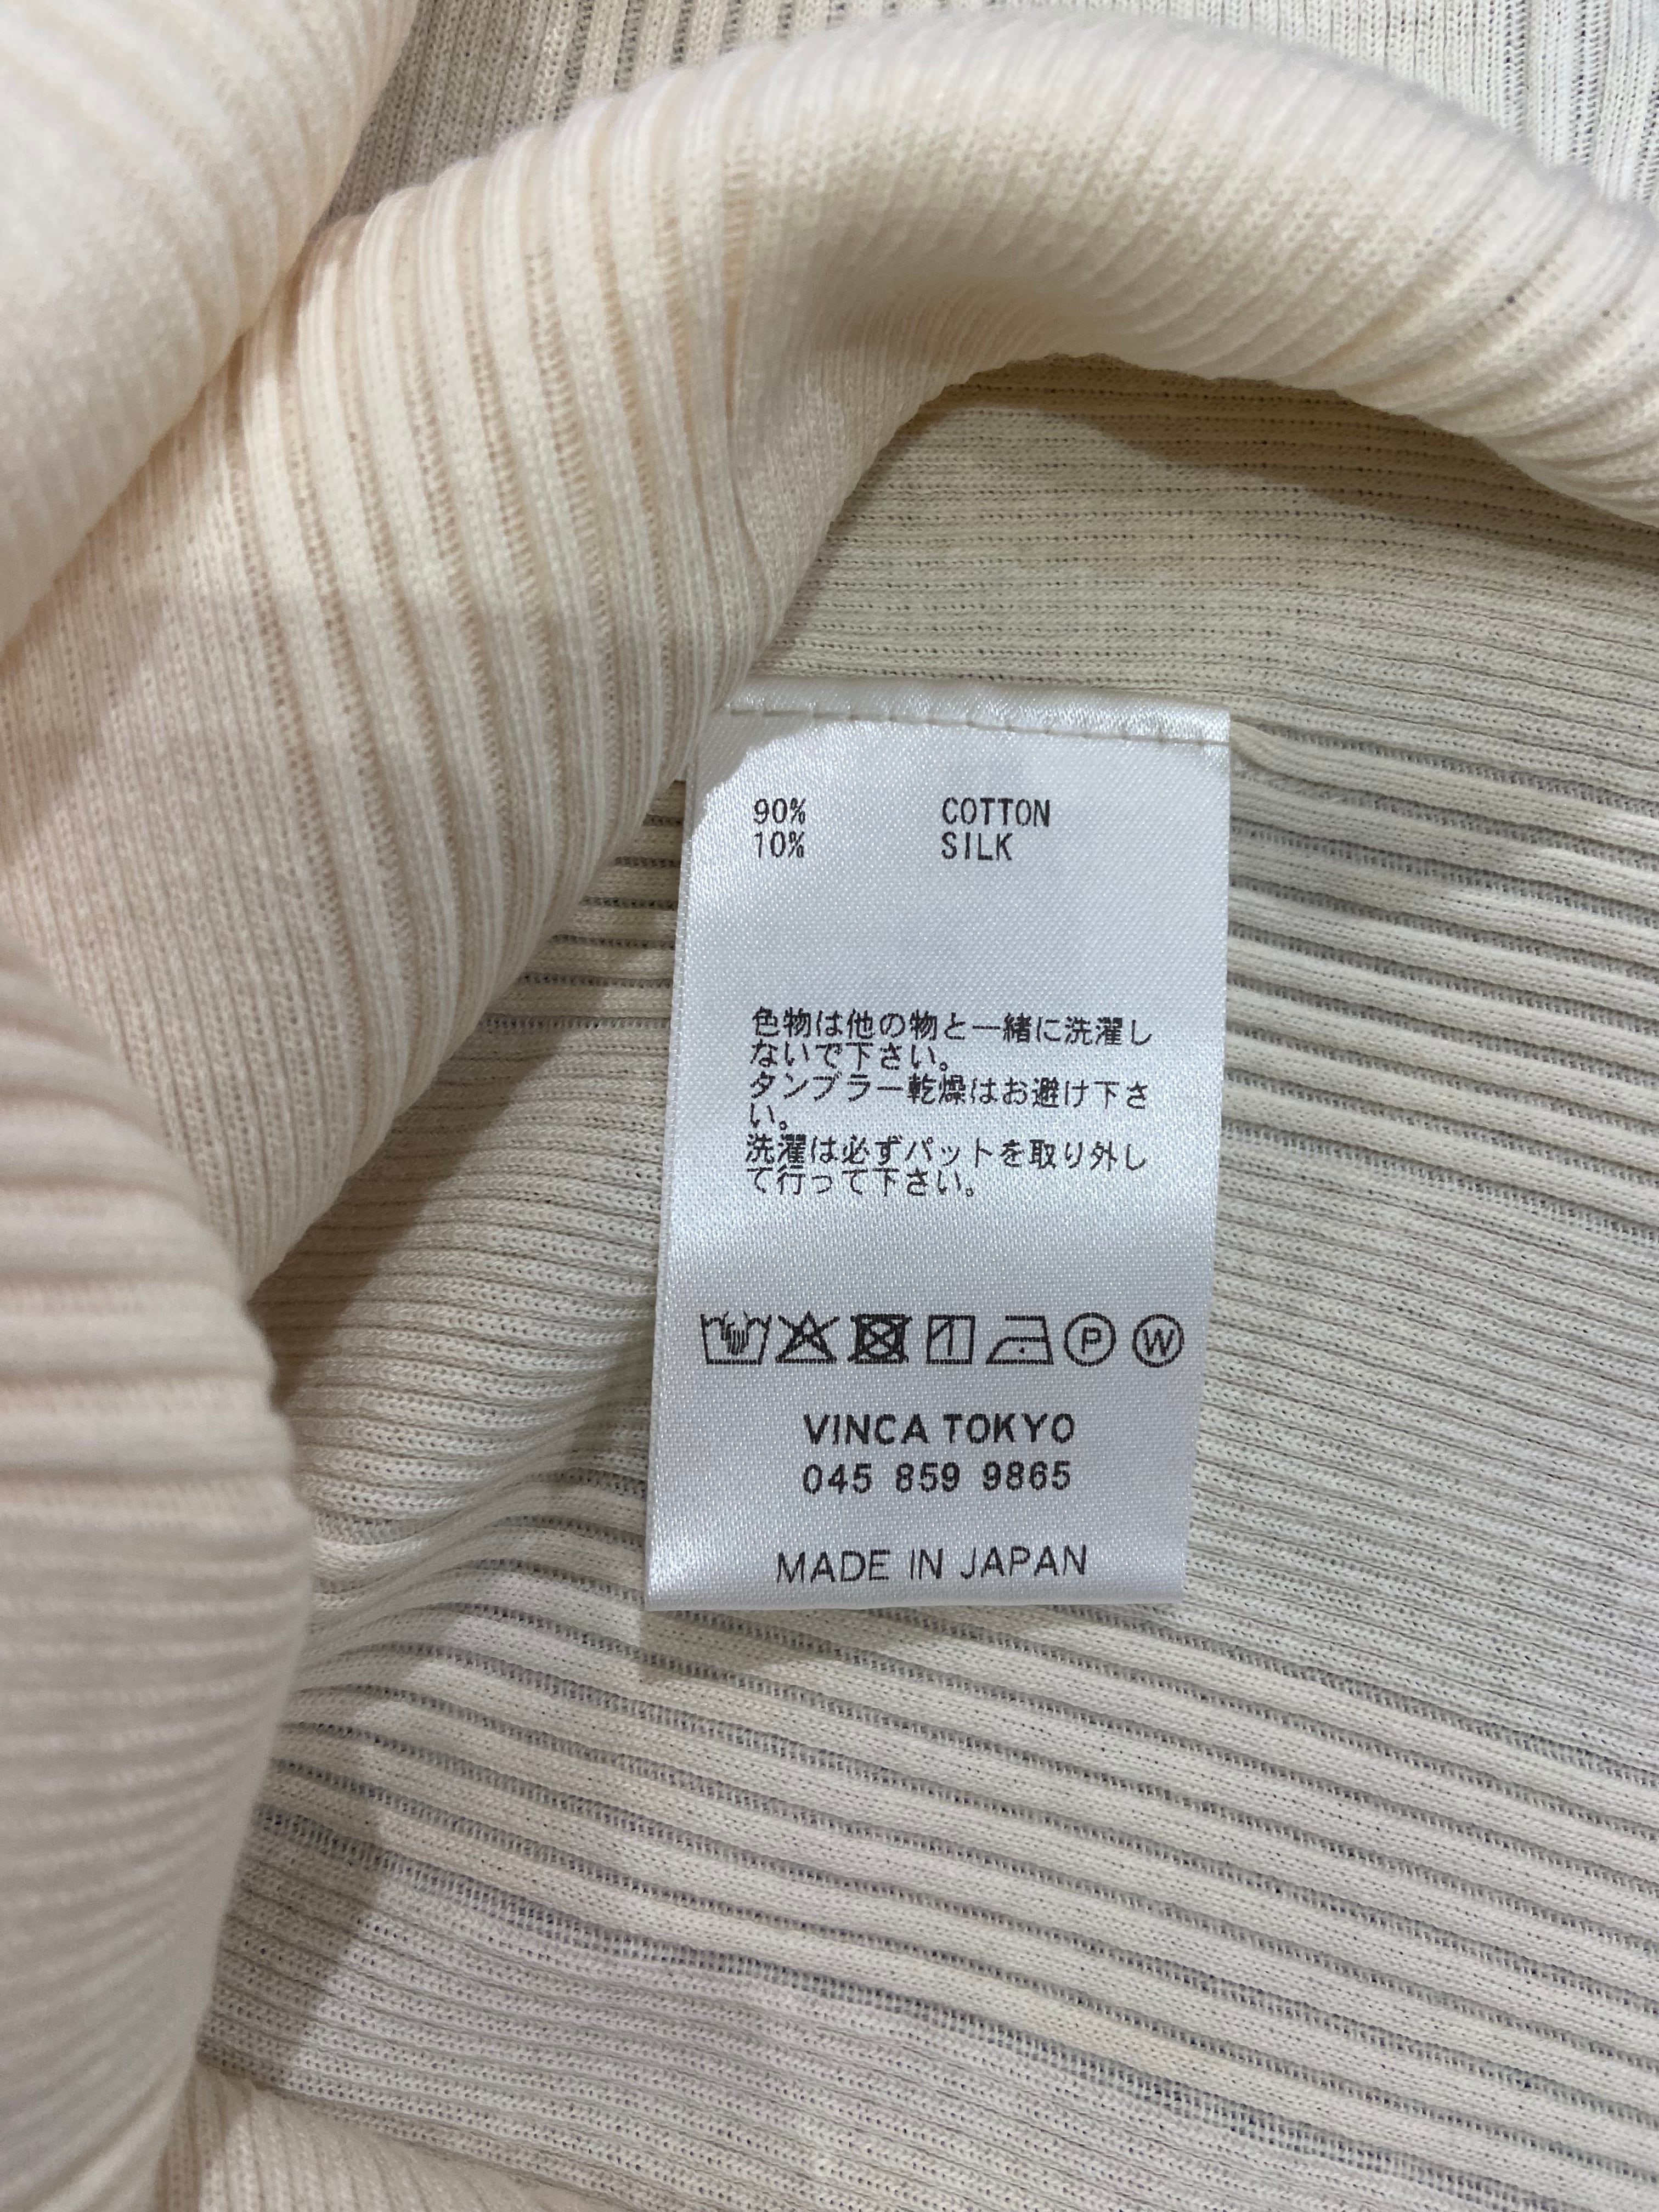 90% COTTON
10% SILK
色物は他の物と一緒に洗濯し
ないで下さい。
タンブラー乾燥はお避け下さ
い。
洗濯は必ずパットを取り外し
て行って下さい。
P W
VINCA TOKYO
045 859 9865
MADE IN JAPAN